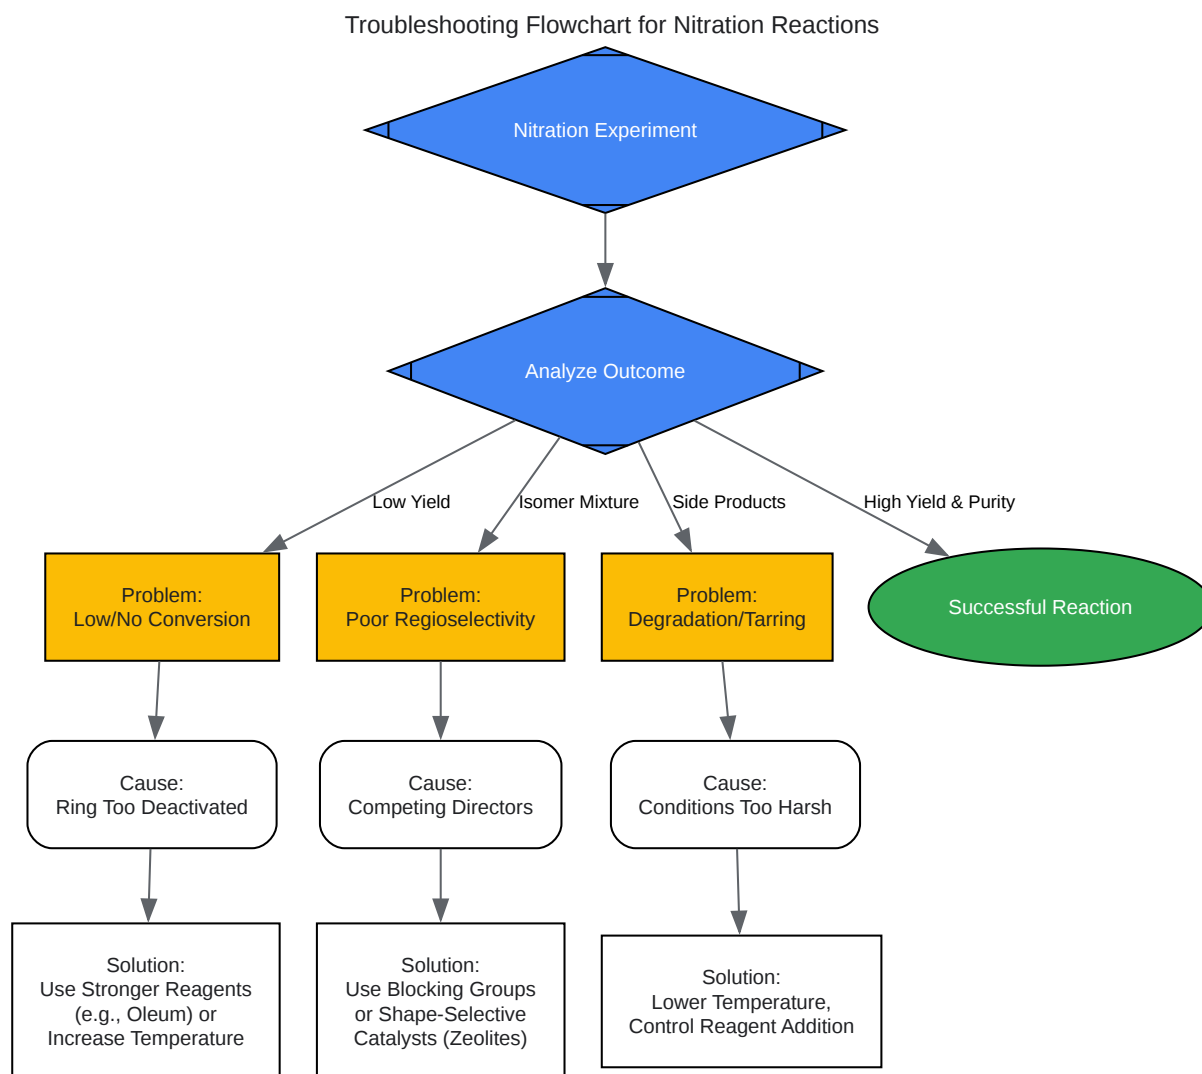 Troubleshooting Flowchart for Nitration Reactions
Nitration Experiment
Analyze Outcome
Low Yield
Isomer Mixture
Side Products
High Yield & Purity
Problem:
Low/No Conversion
Problem:
Poor Regioselectivity
Problem:
Degradation/Tarring
Successful Reaction
Cause:
Ring Too Deactivated
Cause:
Competing Directors
Cause:
Conditions Too Harsh
Solution:
Use Stronger Reagents
(e.g., Oleum) or
Increase Temperature
Solution:
Use Blocking Groups
or Shape-Selective
Catalysts (Zeolites)
Solution:
Lower Temperature,
Control Reagent Addition